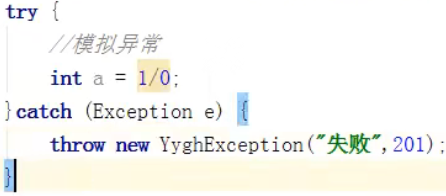 try {
//模拟异常
int a = 1/0;
}catch (Exception e) {
throw new YyghException("失败",201);
}